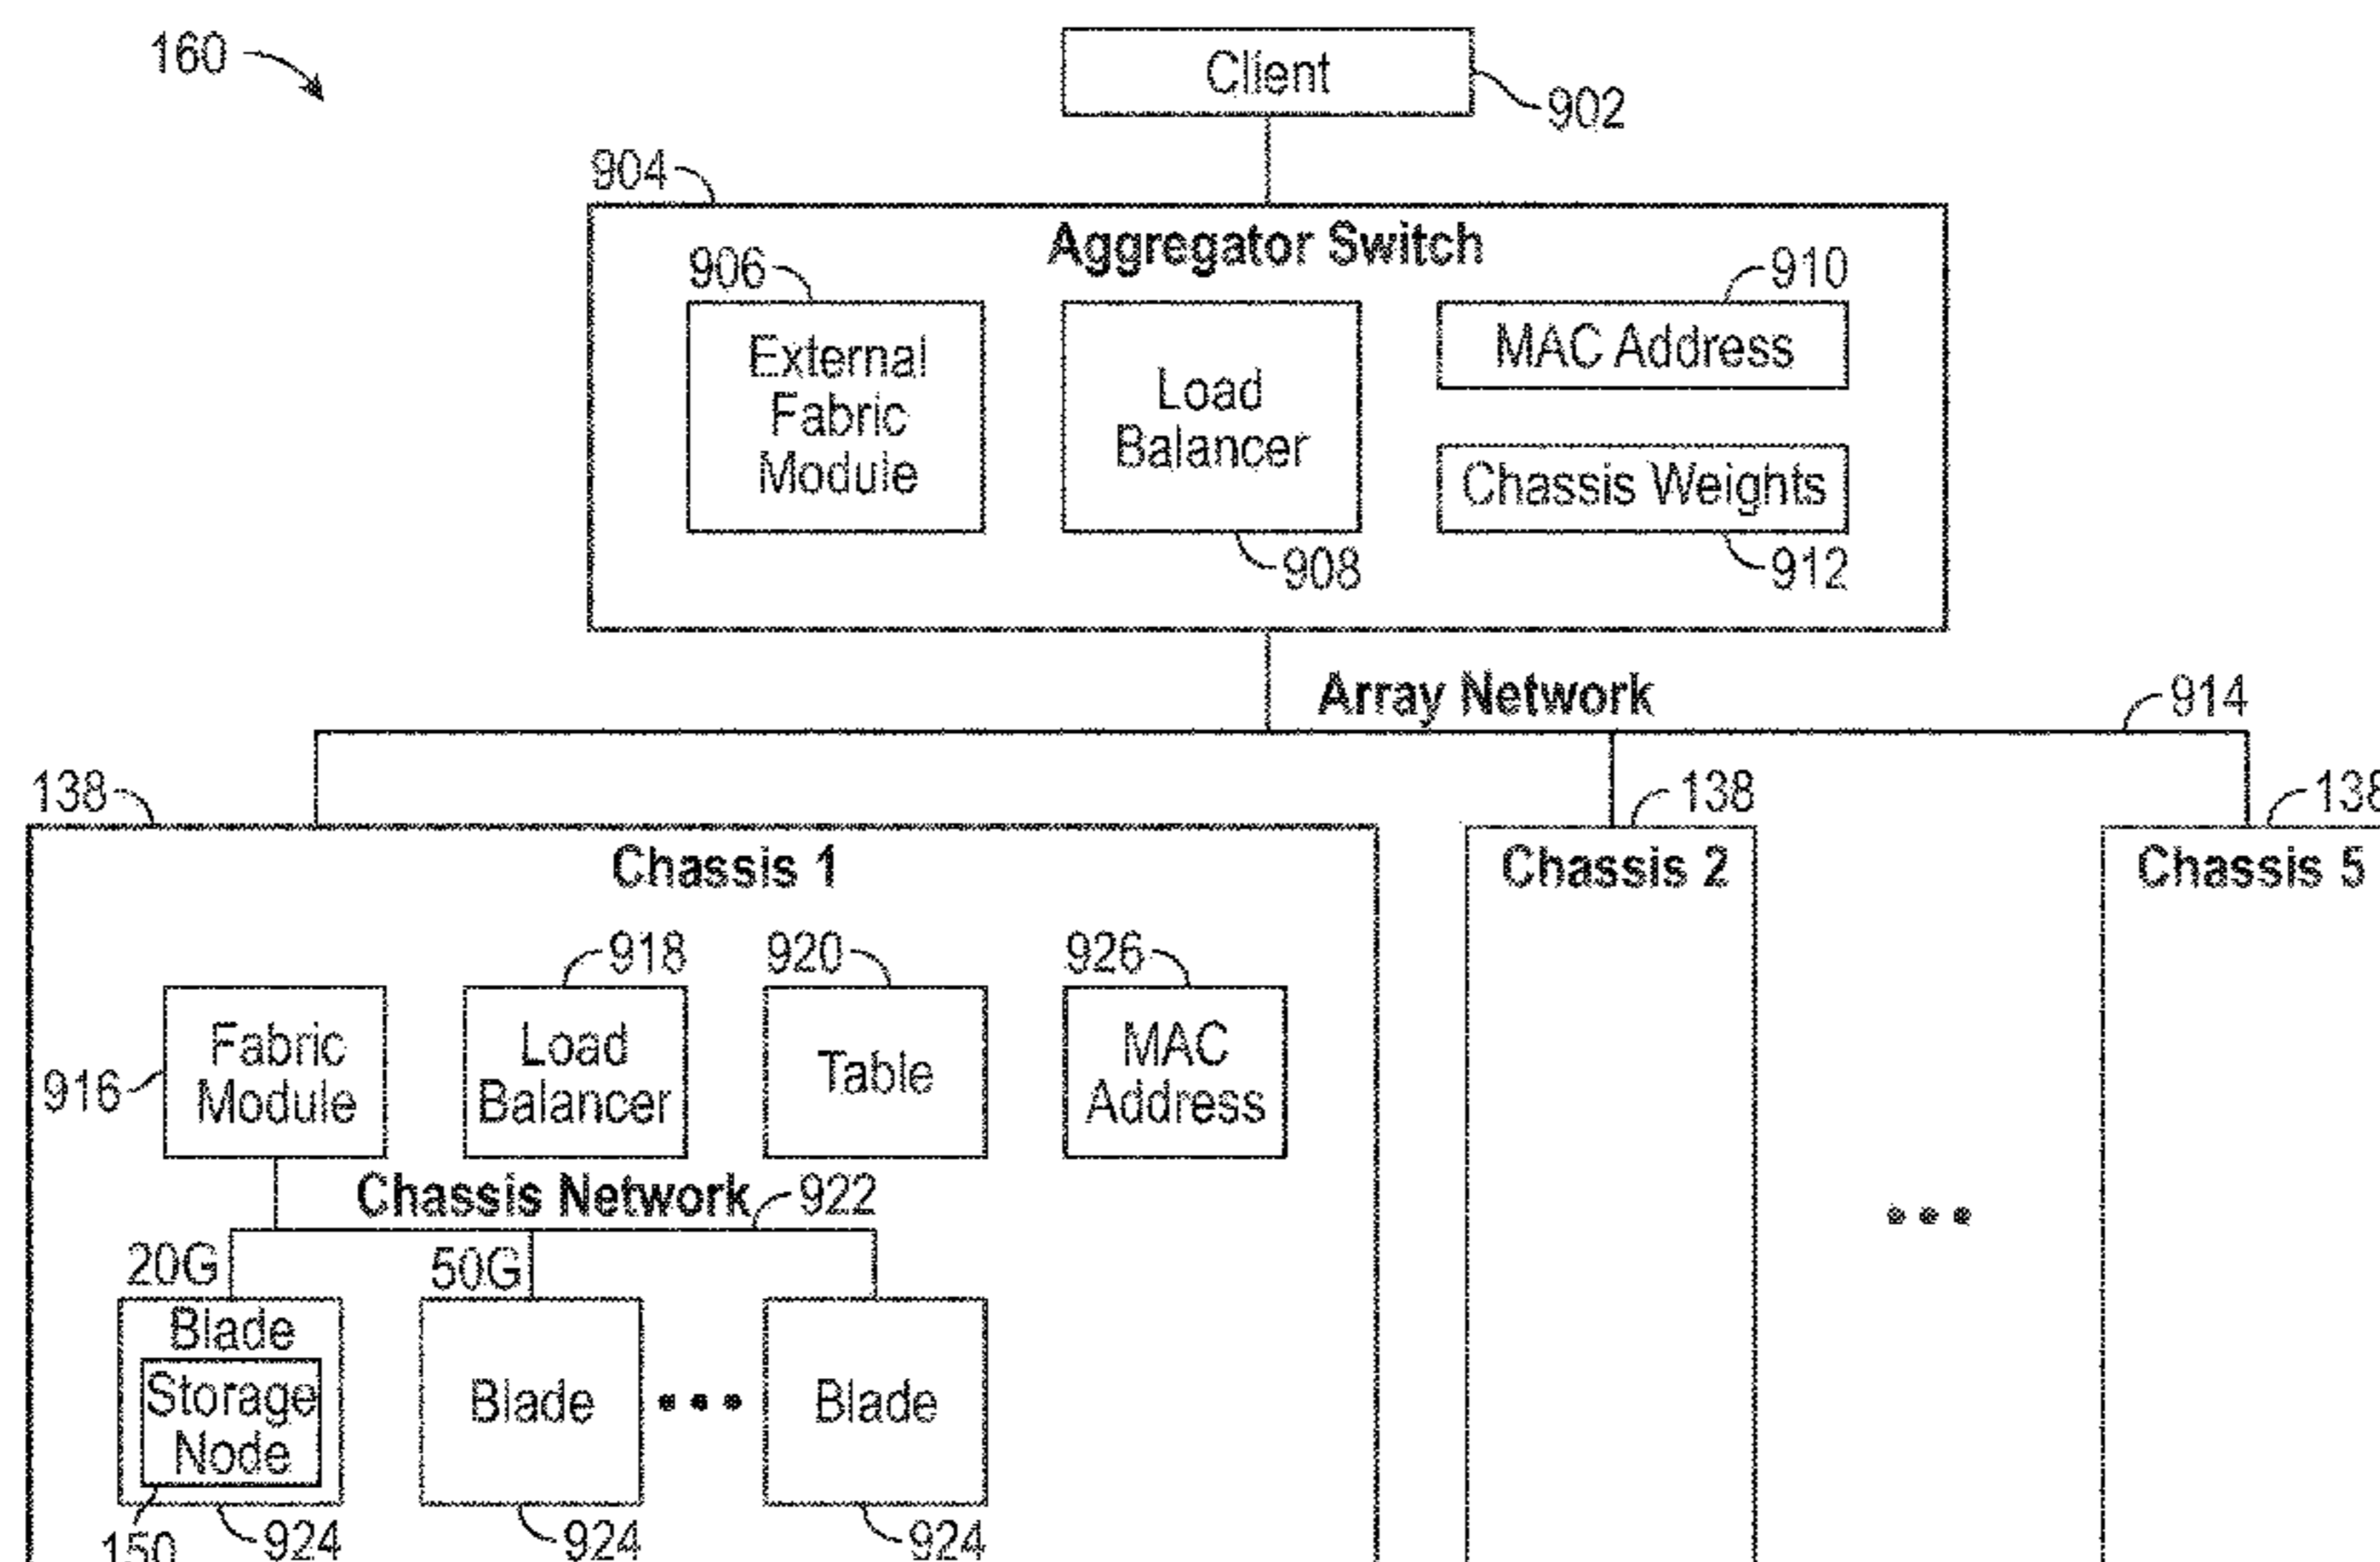 160
Client
902
904
Aggregator Switch
906
910
External
Fabric
Module
Load
Balancer
MAC Address
Chassis Weights
908
912
Array Network
914
138
138
138
Chassis 1
Chassis 2
Chassis 5
918
920
926
Fabric
Module
Load
Balancer
Table
MAC
Address
916
Chassis Network
922
20G
50G
Blade
Storage
Node
Blade
Blade
150
924
924
924